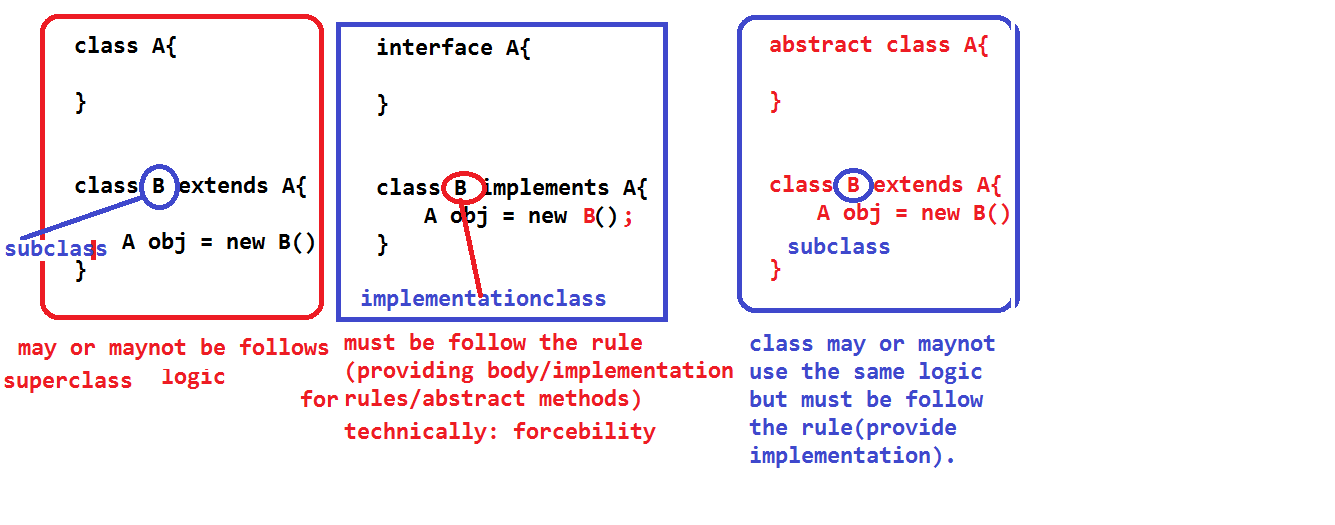 class A{
}
class B extends A{
subclass
A obj = new B()
}
may or maynot be follows
superclass logic
interface A{
}
class B implements A{
A obj = new B();
}
implementationclass
must be follow the rule
(providing body/implementation
for rules/abstract methods)
technically: forcebility
abstract class A{
}
class B extends A{
A obj = new B()
subclass
}
class may or maynot
use the same logic
but must be follow
the rule(provide
implementation).